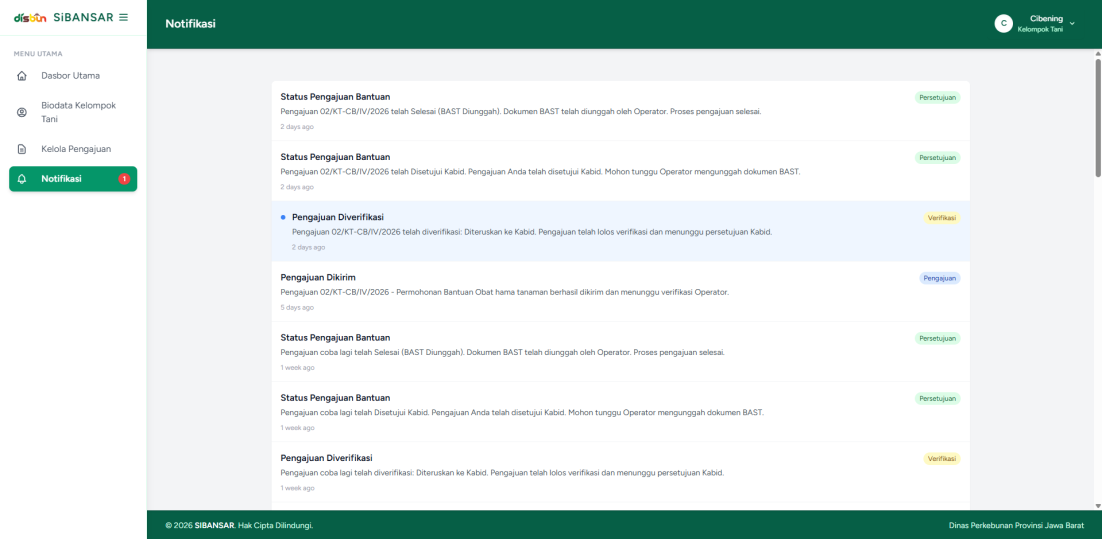 disbun SiBANSAR
Notifikasi
C
Cibening
Kelompok Tani
MENU UTAMA
Dasbor Utama
Biodata Kelompok
Tani
Kelola Pengajuan
Notifikasi 1
Status Pengajuan Bantuan
Persetujuan
Pengajuan 02/KT-CB/IV/2026 telah Selesai (BAST Diunggah). Dokumen BAST telah diunggah oleh Operator. Proses pengajuan selesai.
2 days ago
Status Pengajuan Bantuan
Persetujuan
Pengajuan 02/KT-CB/IV/2026 telah Disetujui Kabid. Pengajuan Anda telah disetujui Kabid. Mohon tunggu Operator mengunggah dokumen BAST.
2 days ago
Pengajuan Diverifikasi
Verifikasi
Pengajuan 02/KT-CB/IV/2026 telah diverifikasi: Diteruskan ke Kabid. Pengajuan telah lolos verifikasi dan menunggu persetujuan Kabid.
2 days ago
Pengajuan Dikirim
Pengajuan
Pengajuan 02/KT-CB/IV/2026 - Permohonan Bantuan Obat hama tanaman berhasil dikirim dan menunggu verifikasi Operator.
5 days ago
Status Pengajuan Bantuan
Persetujuan
Pengajuan coba lagi telah Selesai (BAST Diunggah). Dokumen BAST telah diunggah oleh Operator. Proses pengajuan selesai.
1 week ago
Status Pengajuan Bantuan
Persetujuan
Pengajuan coba lagi telah Disetujui Kabid. Pengajuan Anda telah disetujui Kabid. Mohon tunggu Operator mengunggah dokumen BAST.
1 week ago
Pengajuan Diverifikasi
Verifikasi
Pengajuan coba lagi telah diverifikasi: Diteruskan ke Kabid. Pengajuan telah lolos verifikasi dan menunggu persetujuan Kabid.
1 week ago
© 2026 SIBANSAR. Hak Cipta Dilindungi.
Dinas Perkebunan Provinsi Jawa Barat